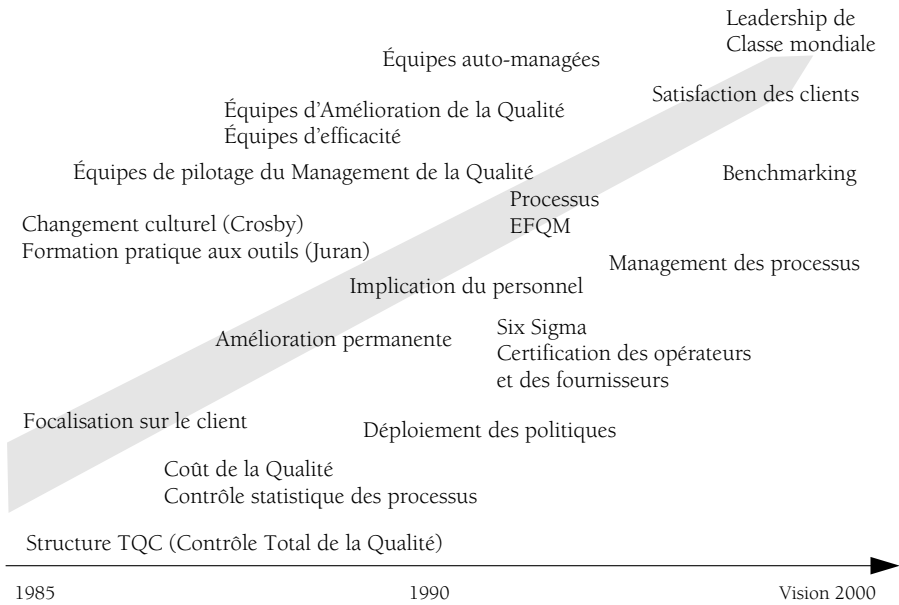 Leadership de
Classe mondiale
Équipes auto-managées
Satisfaction des clients
Équipes d'Amélioration de la Qualité
Équipes d'efficacité
Équipes de pilotage du Management de la Qualité
Benchmarking
Processus
EFQM
Changement culturel (Crosby)
Formation pratique aux outils (Juran)
Management des processus
Implication du personnel
Amélioration permanente
Six Sigma
Certification des opérateurs
et des fournisseurs
Focalisation sur le client
Déploiement des politiques
Coût de la Qualité
Contrôle statistique des processus
Structure TQC (Contrôle Total de la Qualité)
1985
1990
Vision 2000